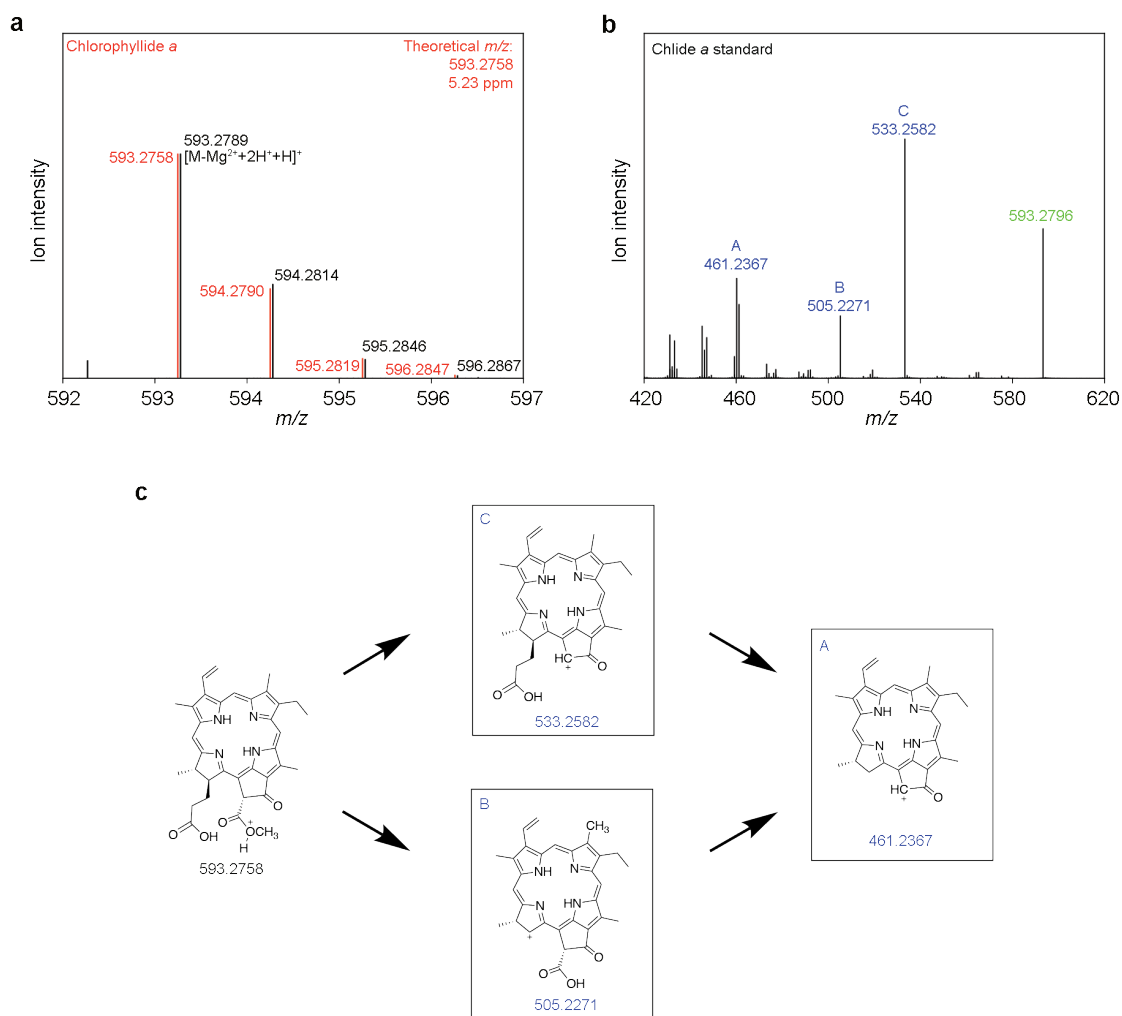 a
Chlorophyllide a
Theoretical m/z:
593.2758
5.23 ppm
593.2789
593.2758
[M-Mg²⁺+2H⁺+H]⁺
594.2814
594.2790
595.2846
595.2819
596.2847
596.2867
Ion intensity
592
593
594
595
596
597
m/z
b
Chlide a standard
C
533.2582
593.2796
A
461.2367
B
505.2271
Ion intensity
420
460
500
540
580
620
m/z
c
C
NH
N
N
HN
HC
+
O
O
OH
533.2582
NH
N
N
HN
O
O
OH
O
+
OCH₃
H
593.2758
A
NH
N
N
HN
HC
+
O
461.2367
B
CH₃
NH
N
N
HN
+
O
O
OH
505.2271